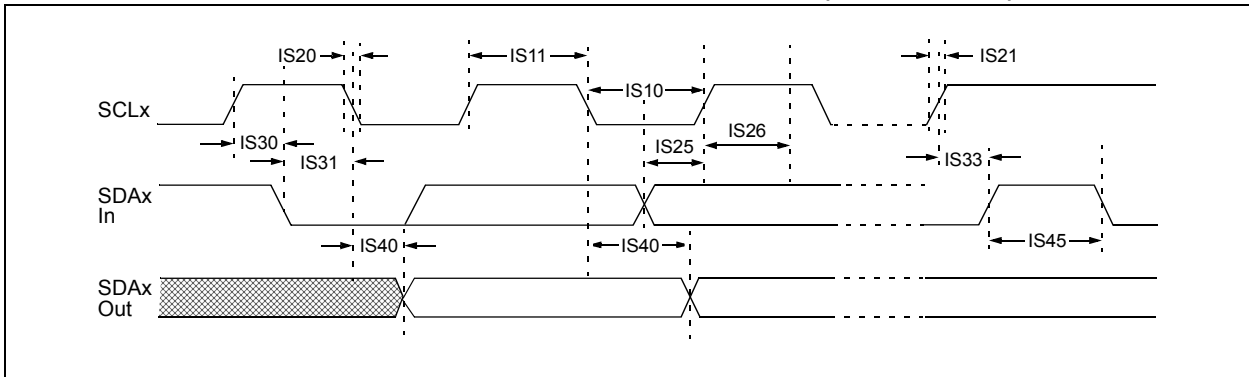 IS20
IS11
IS21
SCLx
IS10
IS30
IS31
IS25
IS26
IS33
SDAx
In
IS40
IS40
IS45
SDAx
Out